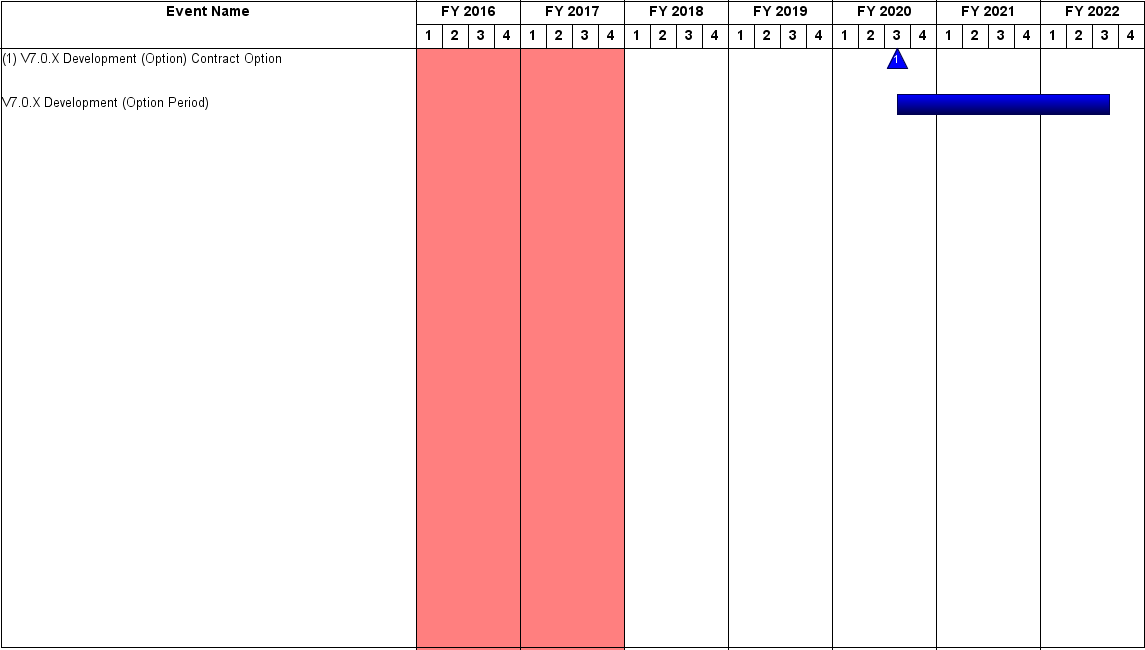 Event Name FY 2016 FY 2017 FY 2018 FY 2019 FY 2020 FY 2021 FY 2022
1 2 3 4 1 2 3 4 1 2 3 4 1 2 3 4 1 2 3 4 1 2 3 4 1 2 3 4
(1) V7.0.X Development (Option) Contract Option 1
V7.0.X Development (Option Period)